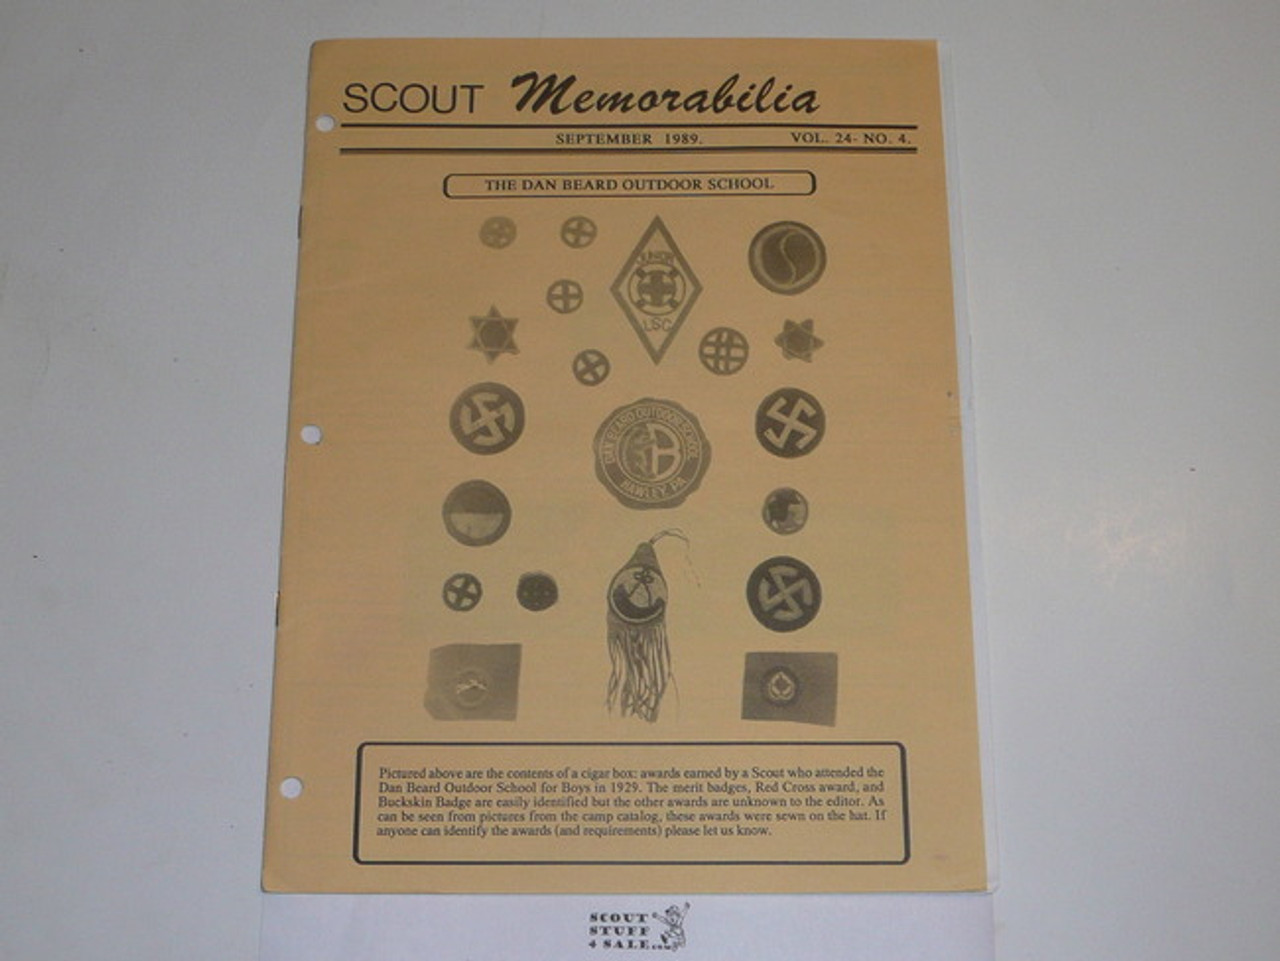 SCOUT Memorabilia
SEPTEMBER 1989. VOL. 24- NO. 4.
THE DAN BEARD OUTDOOR SCHOOL
JUNIOR
LSC
DAN BEARD OUTDOOR SCHOOL
B
HAWLEY, PA
Pictured above are the contents of a cigar box: awards earned by a Scout who attended the
Dan Beard Outdoor School for Boys in 1929. The merit badges, Red Cross award, and
Buckskin Badge are easily identified but the other awards are unknown to the editor. As
can be seen from pictures from the camp catalog, these awards were sewn on the hat. If
anyone can identify the awards (and requirements) please let us know.
SCOUT
STUFF
4 SALE.com